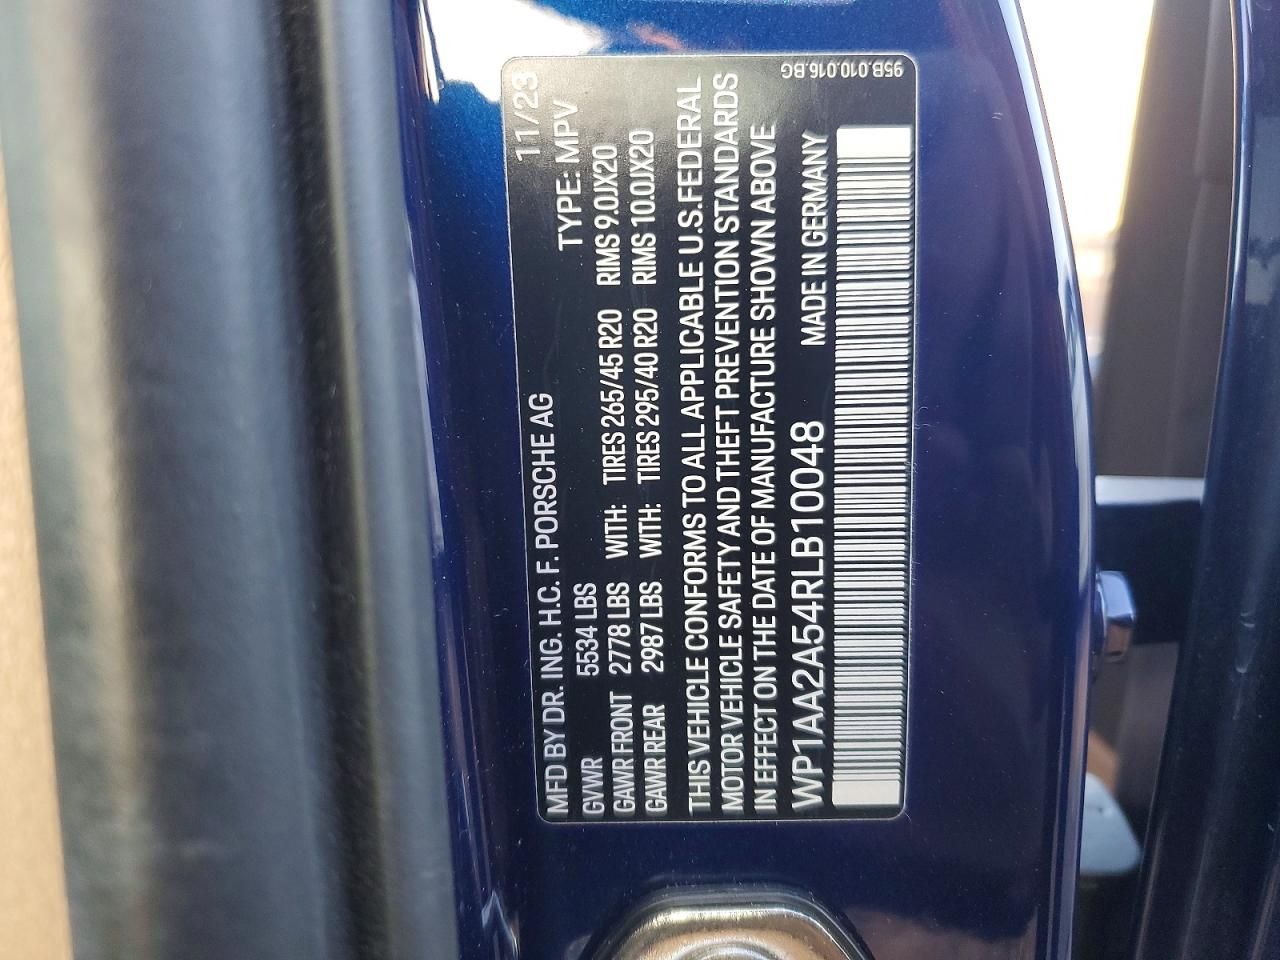 MFD BY DR. ING. H.C. F. PORSCHE AG 11/23
GVWR 5534 LBS TYPE: MPV
GAWR FRONT 2778 LBS WITH: TIRES 265/45 R20 RIMS 9.0JX20
GAWR REAR 2987 LBS WITH: TIRES 295/40 R20 RIMS 10.0JX20
THIS VEHICLE CONFORMS TO ALL APPLICABLE U.S. FEDERAL
MOTOR VEHICLE SAFETY AND THEFT PREVENTION STANDARDS
IN EFFECT ON THE DATE OF MANUFACTURE SHOWN ABOVE
WP1AA2A54RLB10048 MADE IN GERMANY
95B.010.016.BG